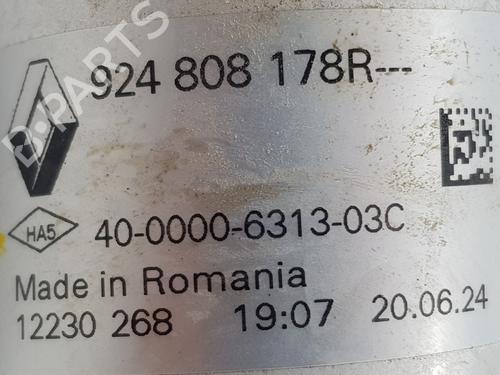 924 808 178R---
B-PARTS
HA5
40-0000-6313-03C
Made in Romania
12230 268 19:07 20.06.24